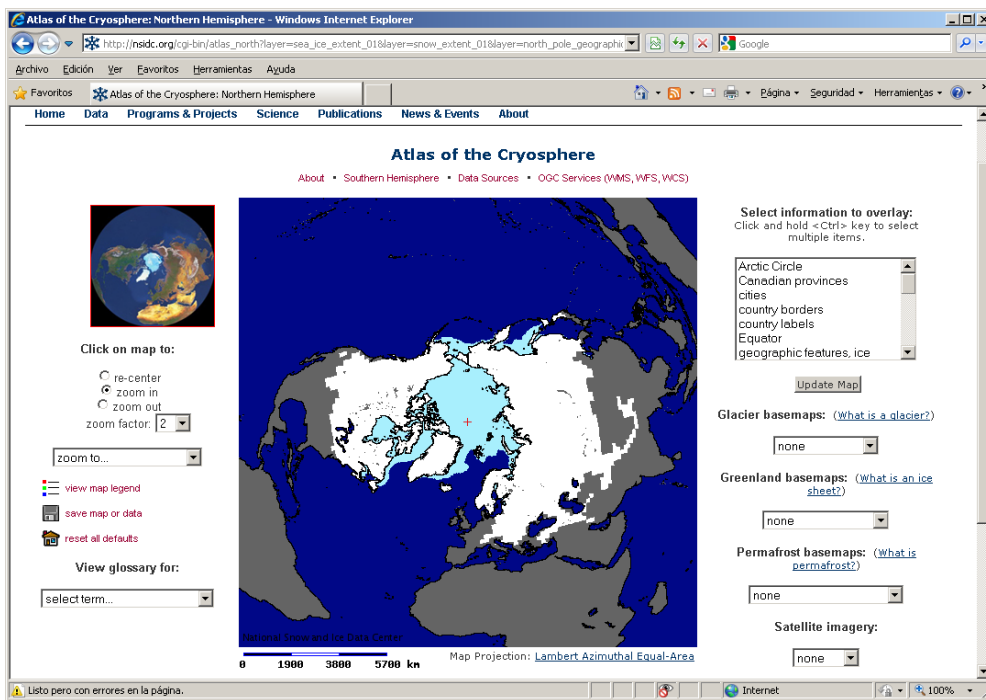 Atlas of the Cryosphere: Northern Hemisphere - Windows Internet Explorer
http://nsidc.org/cgi-bin/atlas_north?layer=sea_ice_extent_01&layer=snow_extent_01&layer=north_pole_geographic
Google
Archivo Edición Ver Favoritos Herramientas Ayuda
Favoritos Atlas of the Cryosphere: Northern Hemisphere Página Seguridad Herramientas
Home Data Programs & Projects Science Publications News & Events About
Atlas of the Cryosphere
About ▪ Southern Hemisphere ▪ Data Sources ▪ OGC Services (WMS, WFS, WCS)
Click on map to:
re-center
zoom in
zoom out
zoom factor: 2
zoom to...
view map legend
save map or data
reset all defaults
View glossary for:
select term...
National Snow and Ice Data Center
0 1900 3800 5700 km
Map Projection: Lambert Azimuthal Equal-Area
Select information to overlay:
Click and hold <Ctrl> key to select
multiple items.
Arctic Circle
Canadian provinces
cities
country borders
country labels
Equator
geographic features, ice
Update Map
Glacier basemaps: (What is a glacier?)
none
Greenland basemaps: (What is an ice
sheet?)
none
Permafrost basemaps: (What is
permafrost?)
none
Satellite imagery:
none
Listo pero con errores en la página. Internet 100%